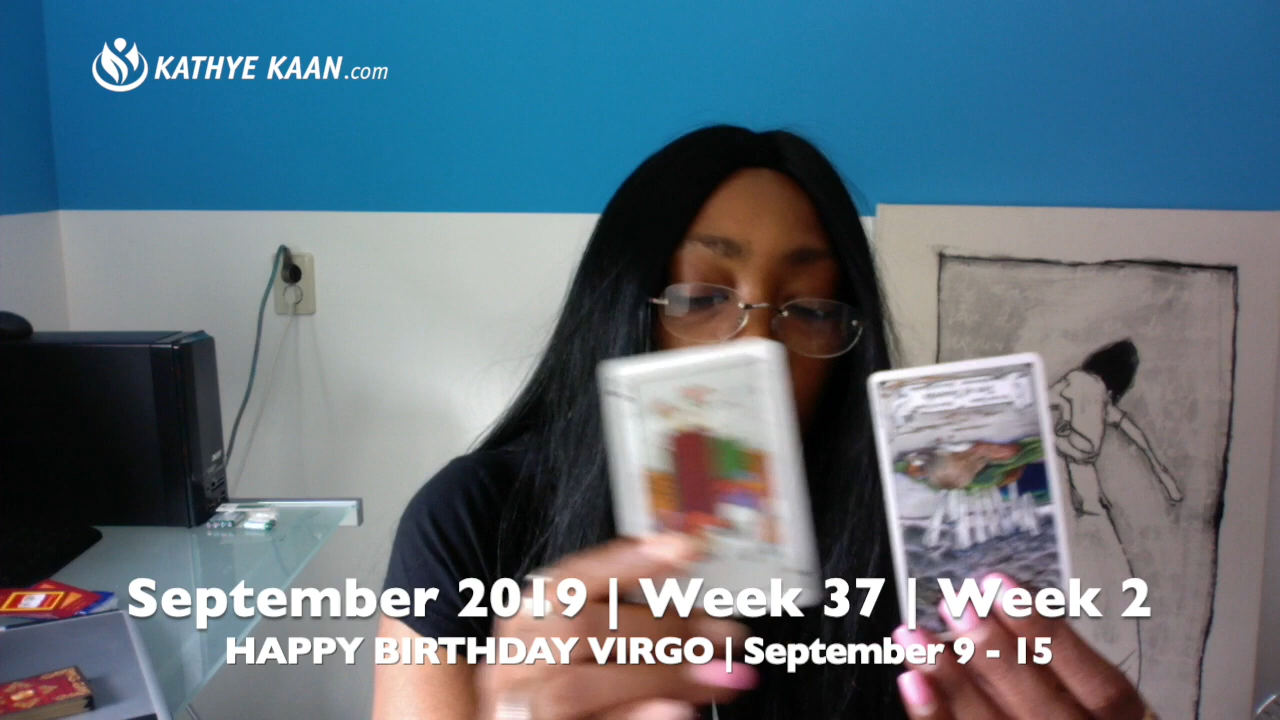 KATHYE KAAN.com
September 2019 | Week 37 | Week 2
HAPPY BIRTHDAY VIRGO | September 9 - 15